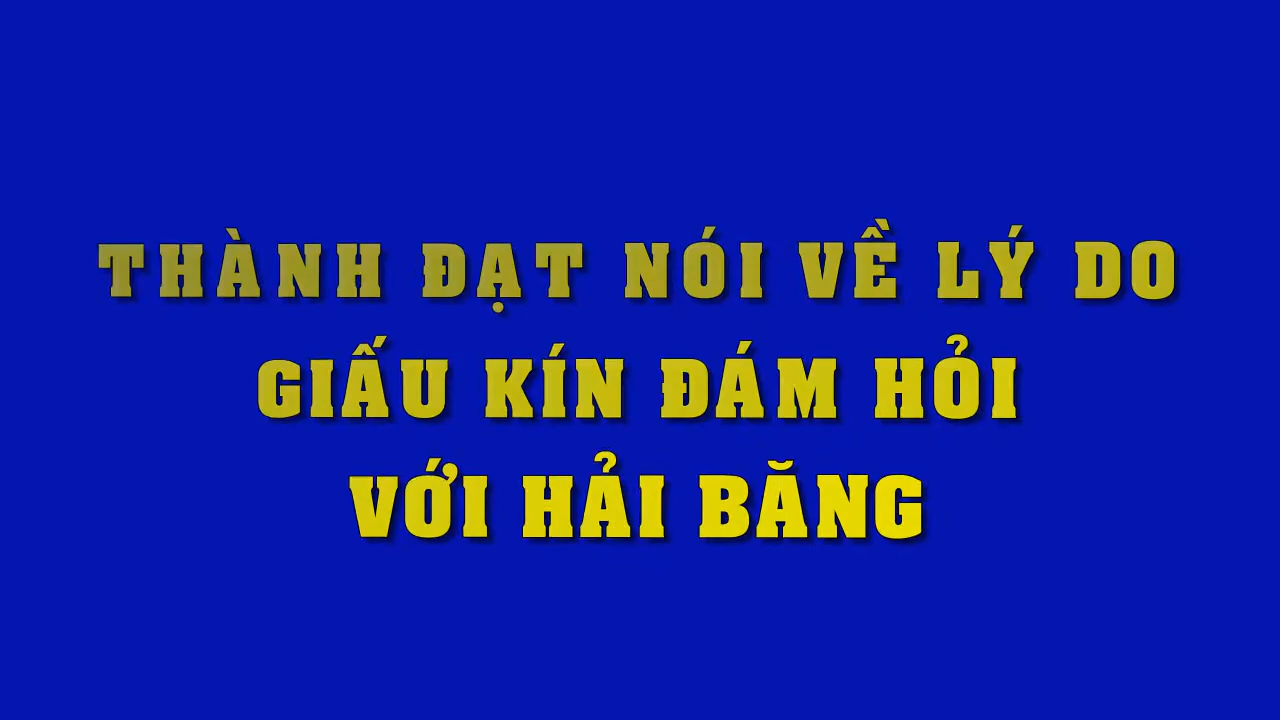 THÀNH ĐẠT NÓI VỀ LÝ DO
GIẤU KÍN ĐÁM HỎI
VỚI HẢI BĂNG